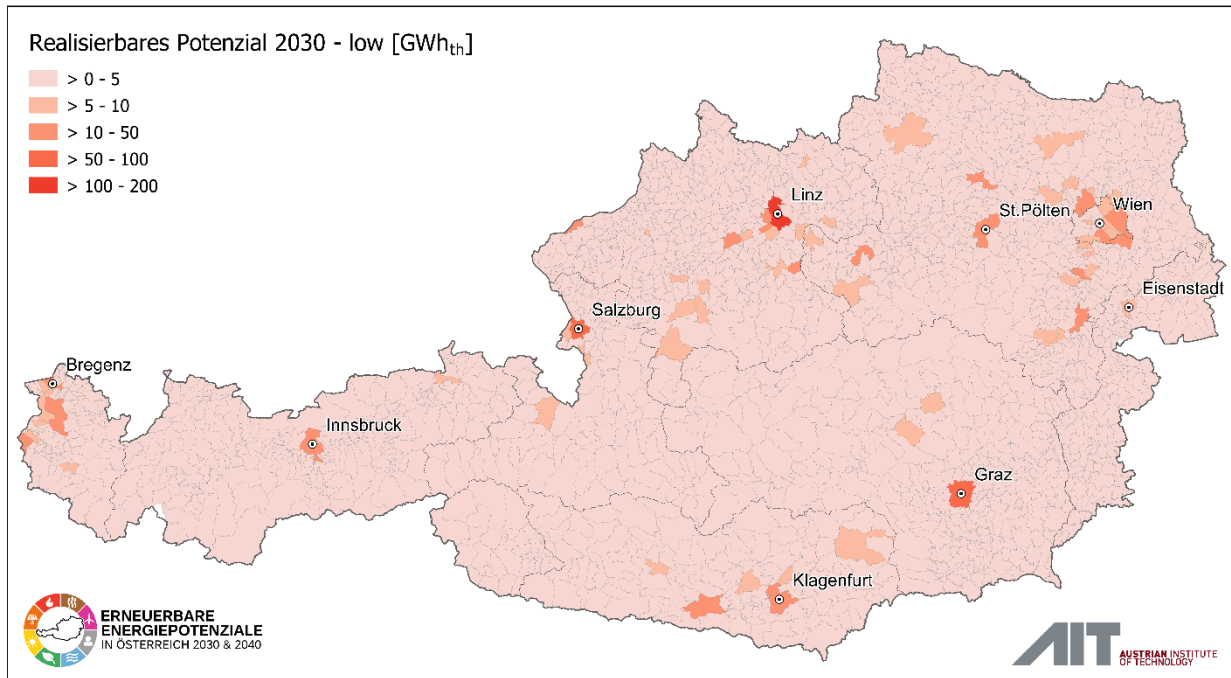 Realisierbares Potenzial 2030 - low [GWhth]
> 0 - 5
> 5 - 10
> 10 - 50
> 50 - 100
> 100 - 200
Linz
St.Pölten
Wien
Eisenstadt
Salzburg
Bregenz
Innsbruck
Graz
Klagenfurt
ERNEUERBARE
ENERGIEPOTENZIALE
IN ÖSTERREICH 2030 & 2040
AIT
AUSTRIAN INSTITUTE
OF TECHNOLOGY